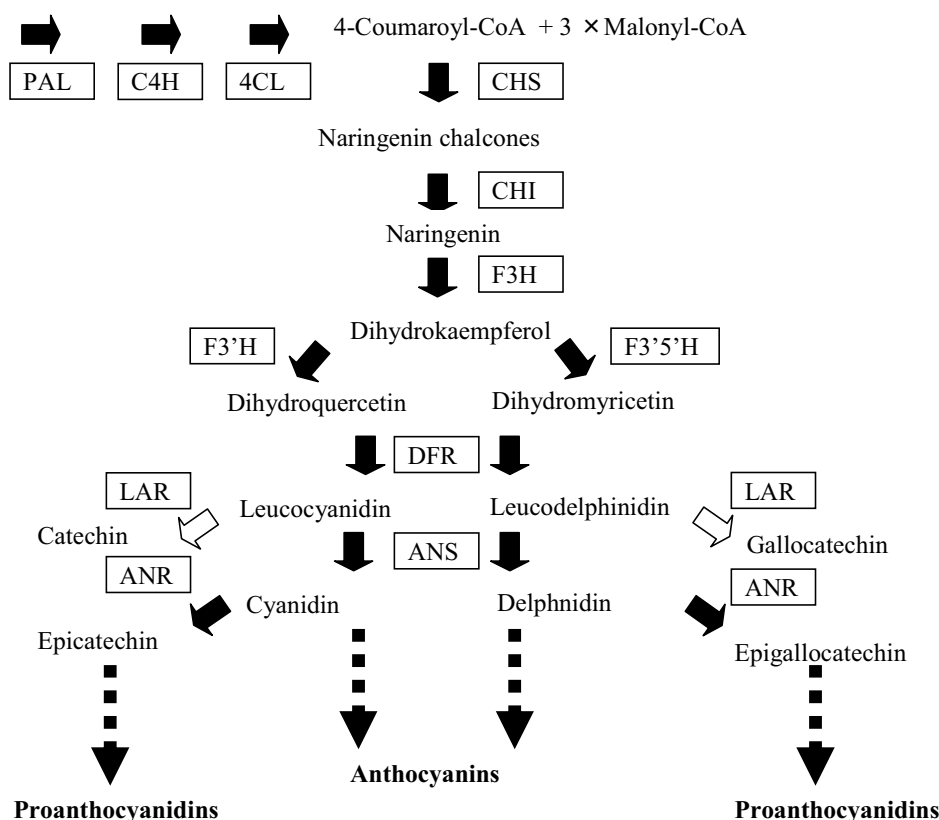 4-Coumaroyl-CoA + 3 ×Malonyl-CoA
PAL
C4H
4CL
CHS
Naringenin chalcones
CHI
Naringenin
F3H
Dihydrokaempferol
F3’H
F3’5’H
Dihydroquercetin
Dihydromyricetin
DFR
LAR
LAR
Leucocyanidin
Leucodelphinidin
Catechin
ANS
Gallocatechin
ANR
ANR
Cyanidin
Delphnidin
Epicatechin
Epigallocatechin
Anthocyanins
Proanthocyanidins
Proanthocyanidins